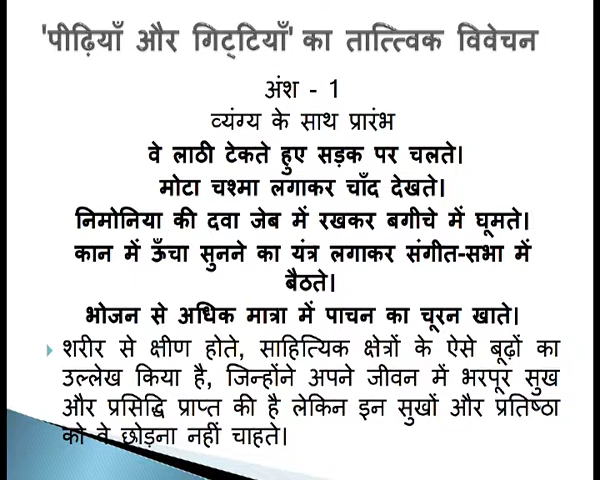 'पीढ़ियाँ और गिट्टियाँ' का तात्त्विक विवेचन
अंश - 1
व्यंग्य के साथ प्रारंभ
वे लाठी टेकते हुए सड़क पर चलते।
मोटा चश्मा लगाकर चाँद देखते।
निमोनिया की दवा जेब में रखकर बगीचे में घूमते।
कान में ऊँचा सुनने का यंत्र लगाकर संगीत-सभा में
बैठते।
भोजन से अधिक मात्रा में पाचन का चूरन खाते।
शरीर से क्षीण होते, साहित्यिक क्षेत्रों के ऐसे बूढ़ों का
उल्लेख किया है, जिन्होंने अपने जीवन में भरपूर सुख
और प्रसिद्धि प्राप्त की है लेकिन इन सुखों और प्रतिष्ठा
को वे छोड़ना नहीं चाहते।